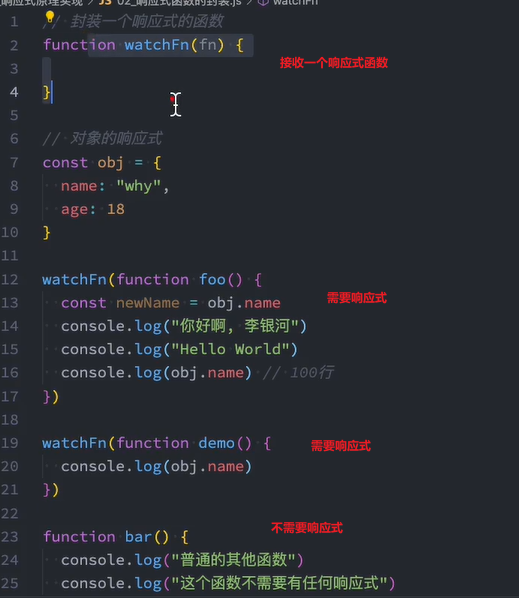 响应式原理实现 > JS 02_响应式函数的封装.js > watchFn
1 // 封装一个响应式的函数
2 function watchFn(fn) {
接收一个响应式函数
3
4 }
5
6 // 对象的响应式
7 const obj = {
8 name: "why",
9 age: 18
10 }
11
12 watchFn(function foo() {
13 const newName = obj.name 需要响应式
14 console.log("你好啊, 李银河")
15 console.log("Hello World")
16 console.log(obj.name) // 100行
17 })
18
19 watchFn(function demo() { 需要响应式
20 console.log(obj.name)
21 })
22
不需要响应式
23 function bar() {
24 console.log("普通的其他函数")
25 console.log("这个函数不需要有任何响应式")